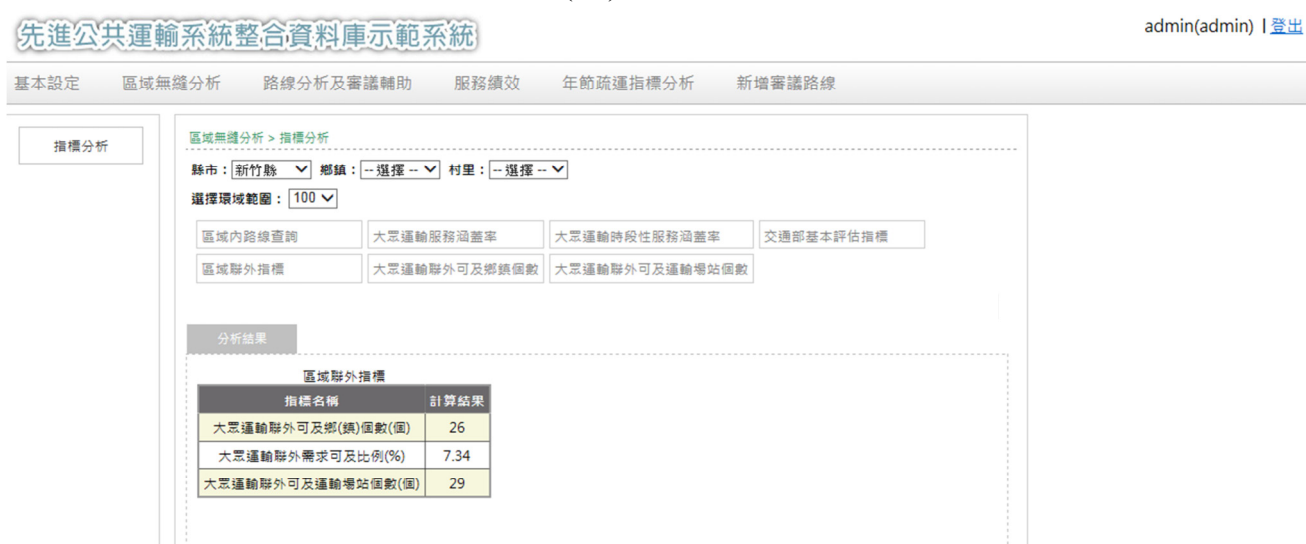 先進公共運輸系統整合資料庫示範系統
admin(admin) | 登出
基本設定 區域無縫分析 路線分析及審議輔助 服務績效 年節疏運指標分析 新增審議路線
指標分析
區域無縫分析 > 指標分析
縣市：新竹縣 鄉鎮：-- 選擇 -- 村里：-- 選擇 --
選擇環域範圍： 100
區域內路線查詢 大眾運輸服務涵蓋率 大眾運輸時段性服務涵蓋率 交通部基本評估指標
區域聯外指標 大眾運輸聯外可及鄉鎮個數 大眾運輸聯外可及運輸場站個數
分析結果
區域聯外指標
指標名稱 計算結果
大眾運輸聯外可及鄉(鎮)個數(個) 26
大眾運輸聯外需求可及比例(%) 7.34
大眾運輸聯外可及運輸場站個數(個) 29